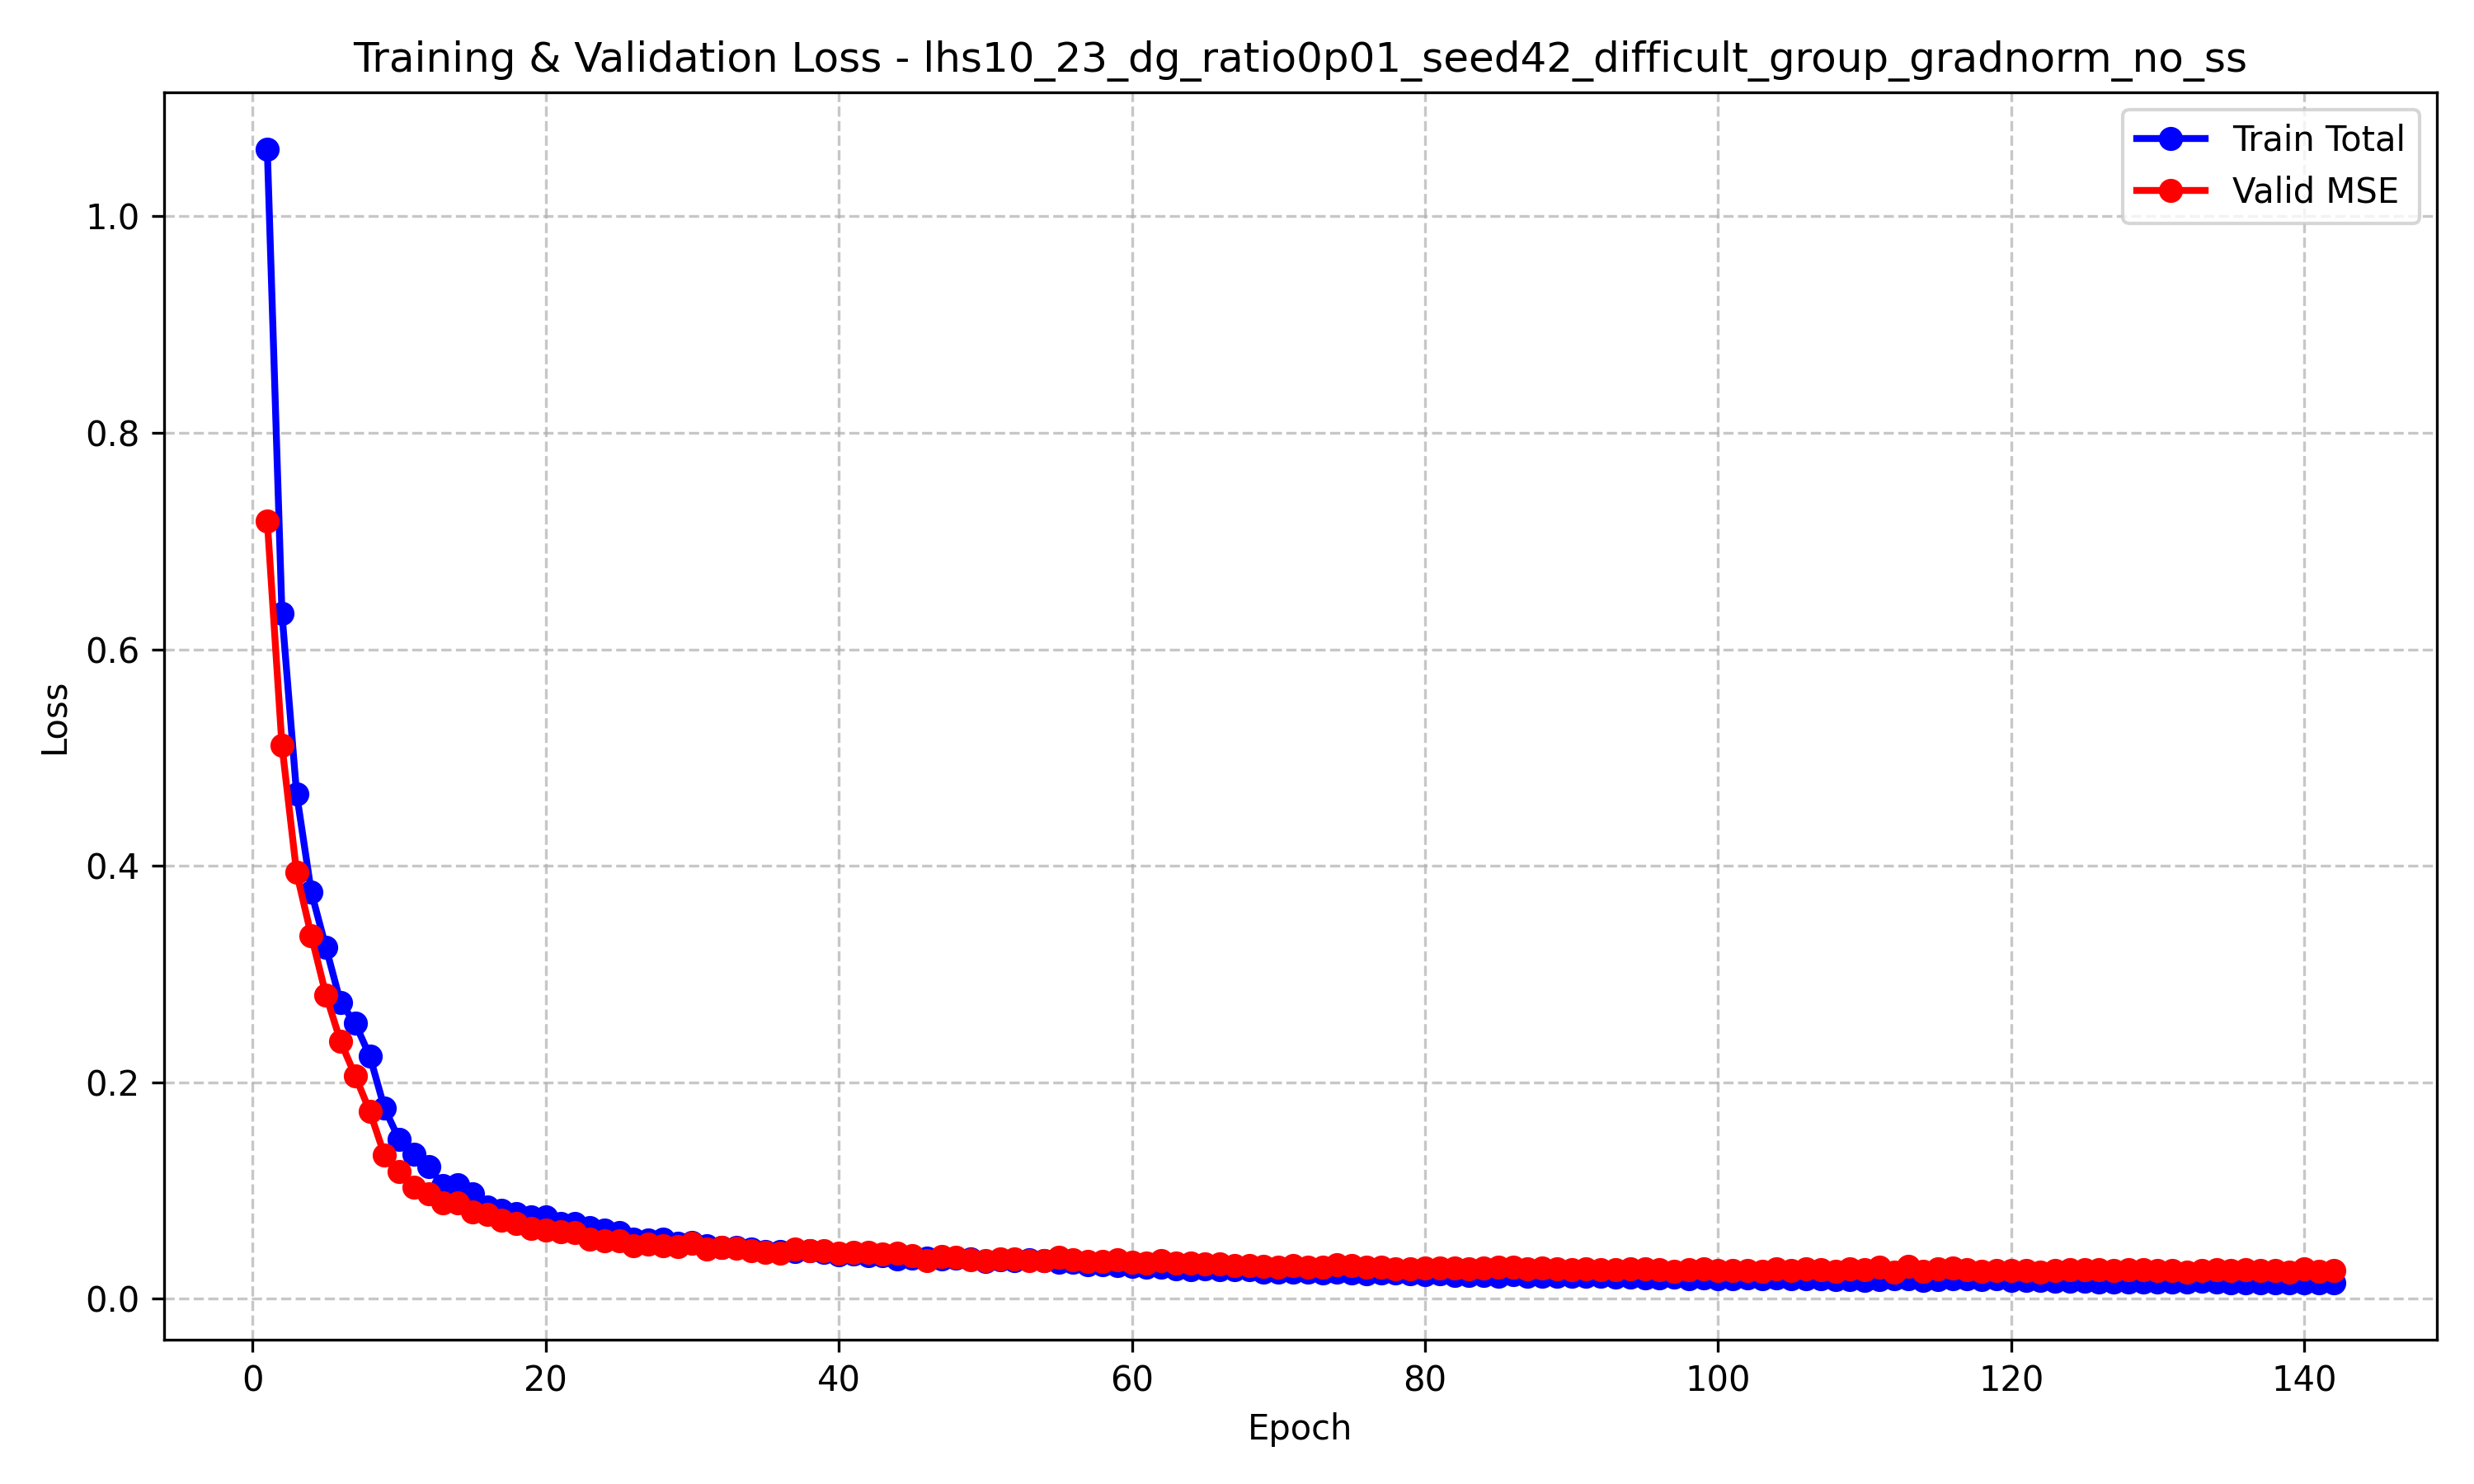 Training & Validation Loss - lhs10_23_dg_ratio0p01_seed42_difficult_group_gradnorm_no_ss
Train Total
Valid MSE
1.0
0.8
0.6
0.4
0.2
0.0
Loss
0 20 40 60 80 100 120 140
Epoch